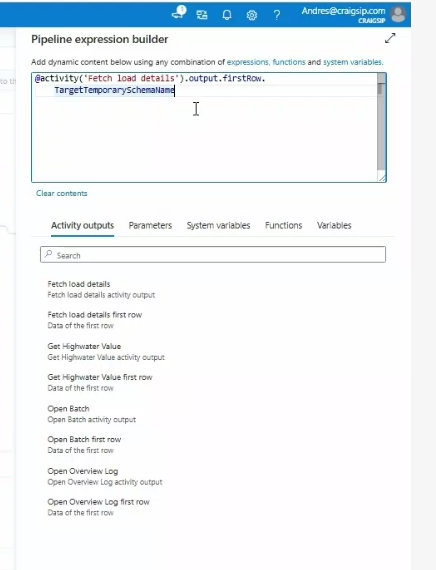 1
?
Andres@craigsip.com
CRAIGSIP
Pipeline expression builder
Add dynamic content below using any combination of expressions, functions and system variables.
@activity('Fetch load details').output.firstRow.
TargetTemporarySchemaName
Clear contents
Activity outputs Parameters System variables Functions Variables
Search
Fetch load details
Fetch load details activity output
Fetch load details first row
Data of the first row
Get Highwater Value
Get Highwater Value activity output
Get Highwater Value first row
Data of the first row
Open Batch
Open Batch activity output
Open Batch first row
Data of the first row
Open Overview Log
Open Overview Log activity output
Open Overview Log first row
Data of the first row